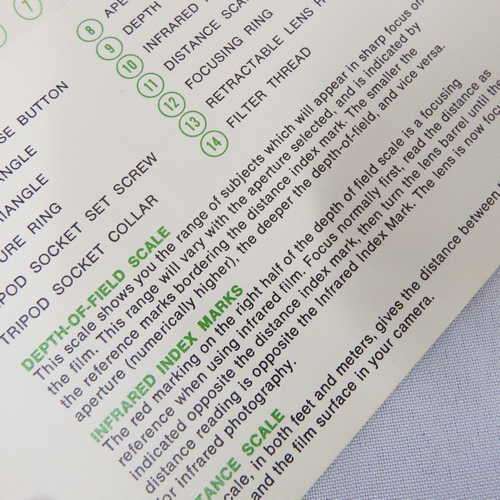 7
8 APE
9 DEPTH
10 INFRARED
11 DISTANCE SCAL
12 FOCUSING RING
13 RETRACTABLE LENS H
14 FILTER THREAD
SE BUTTON
ANGLE
RIANGLE
URE RING
POD SOCKET SET SCREW
TRIPOD SOCKET COLLAR
DEPTH-OF-FIELD SCALE
This scale shows you the range of subjects which will appear in sharp focus on
the film. This range will vary with the aperture selected, and is indicated by
the reference marks bordering the distance index mark. The smaller the
aperture (numerically higher), the deeper the depth-of-field, and vice versa.
INFRARED INDEX MARKS
The red marking on the right half of the depth of field scale is a focusing
reference when using infrared film. Focus normally first, read the distance as
indicated opposite the distance index mark, then turn the lens barrel until th
distance reading is opposite the Infrared Index Mark. The lens is now foc
for infrared photography.
TANCE SCALE
cale, in both feet and meters, gives the distance between
and the film surface in your camera.